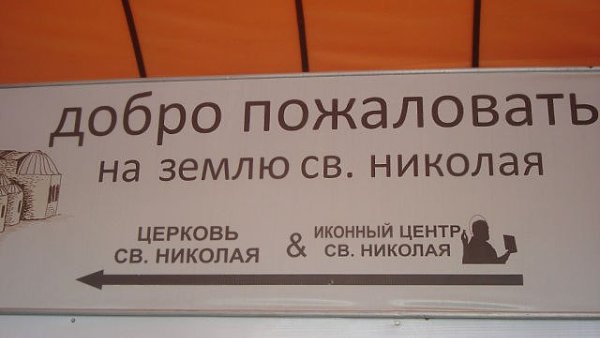 добро пожаловать
на землю св. николая
ЦЕРКОВЬ
СВ. НИКОЛАЯ
&
ИКОННЫЙ ЦЕНТР
СВ. НИКОЛАЯ